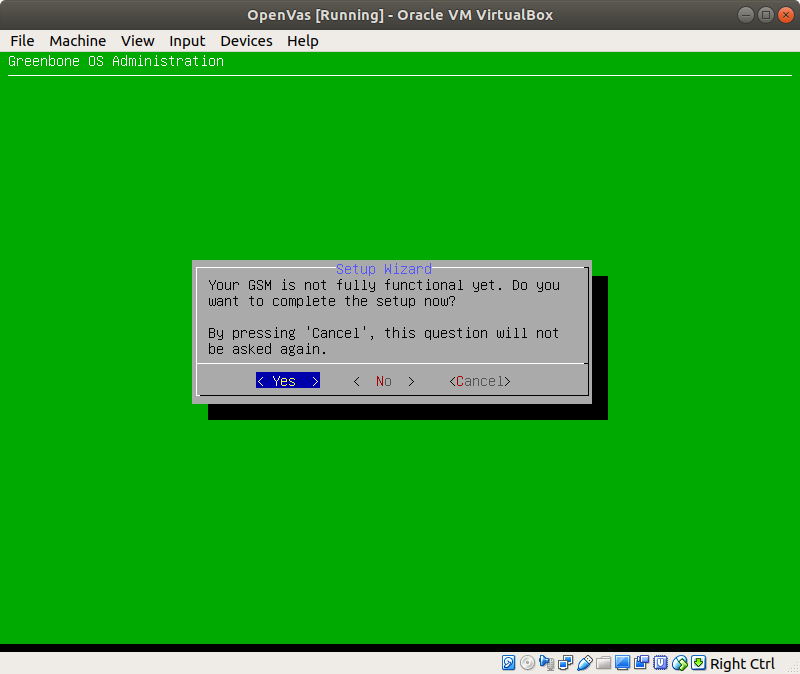 OpenVas [Running] - Oracle VM VirtualBox
File Machine View Input Devices Help
Greenbone OS Administration
Setup Wizard
Your GSM is not fully functional yet. Do you
want to complete the setup now?
By pressing 'Cancel', this question will not
be asked again.
< Yes > < No > <Cancel>
Right Ctrl